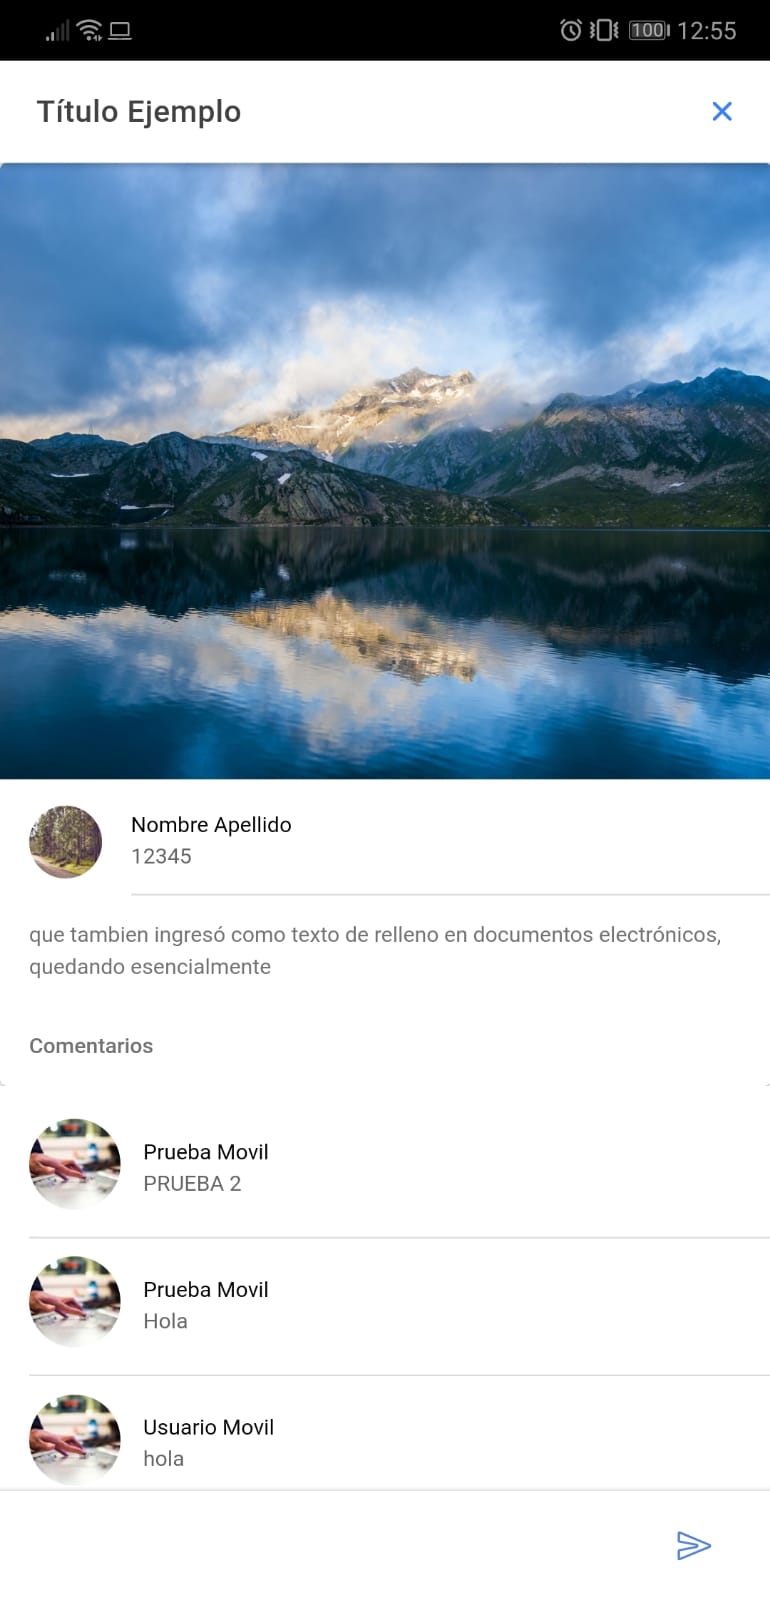 100 12:55
Título Ejemplo
Nombre Apellido
12345
que tambien ingresó como texto de relleno en documentos electrónicos,
quedando esencialmente
Comentarios
Prueba Movil
PRUEBA 2
Prueba Movil
Hola
Usuario Movil
hola